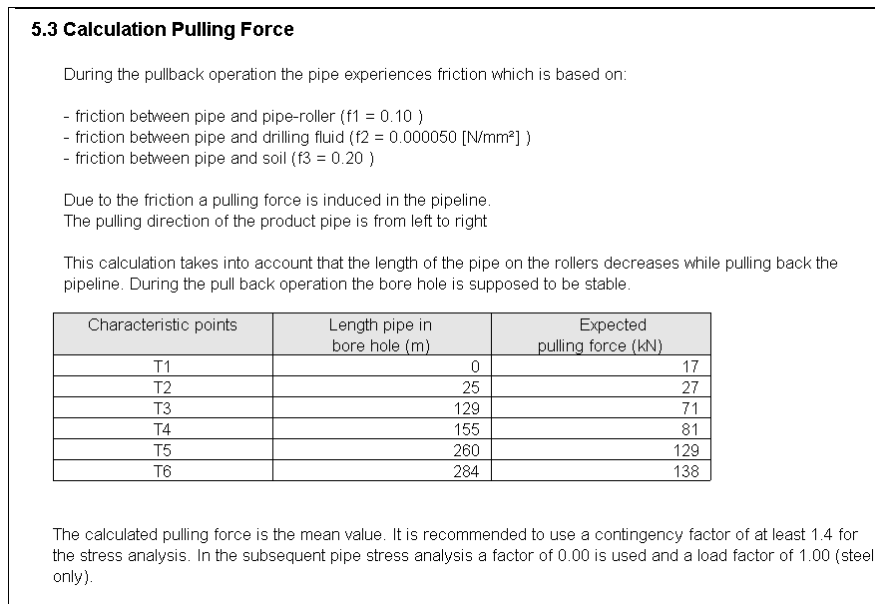 5.3 Calculation Pulling Force
During the pullback operation the pipe experiences friction which is based on:
- friction between pipe and pipe-roller (f1 = 0.10 )
- friction between pipe and drilling fluid (f2 = 0.000050 [N/mm²] )
- friction between pipe and soil (f3 = 0.20 )
Due to the friction a pulling force is induced in the pipeline.
The pulling direction of the product pipe is from left to right
This calculation takes into account that the length of the pipe on the rollers decreases while pulling back the
pipeline. During the pull back operation the bore hole is supposed to be stable.
Characteristic points Length pipe in Expected
bore hole (m) pulling force (kN)
T1 0 17
T2 25 27
T3 129 71
T4 155 81
T5 260 129
T6 284 138
The calculated pulling force is the mean value. It is recommended to use a contingency factor of at least 1.4 for
the stress analysis. In the subsequent pipe stress analysis a factor of 0.00 is used and a load factor of 1.00 (steel
only).